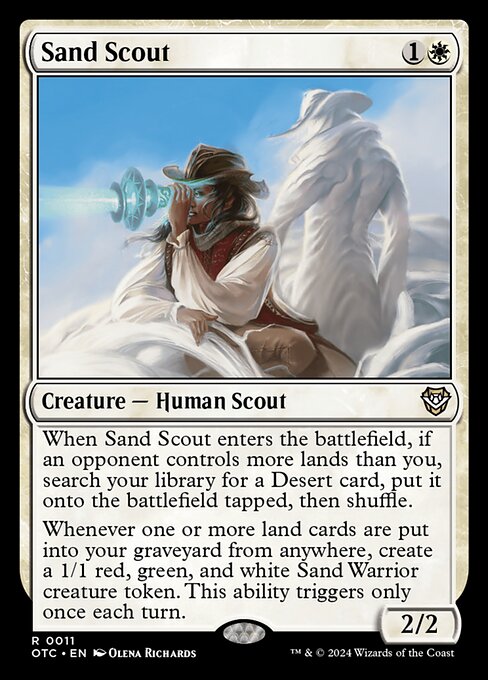 Sand Scout 1
Creature — Human Scout
When Sand Scout enters the battlefield, if
an opponent controls more lands than you,
search your library for a Desert card, put it
onto the battlefield tapped, then shuffle.
Whenever one or more land cards are put
into your graveyard from anywhere, create
a 1/1 red, green, and white Sand Warrior
creature token. This ability triggers only
once each turn.
2/2
R 0011
OTC • EN Olena Richards
™ & © 2024 Wizards of the Coast